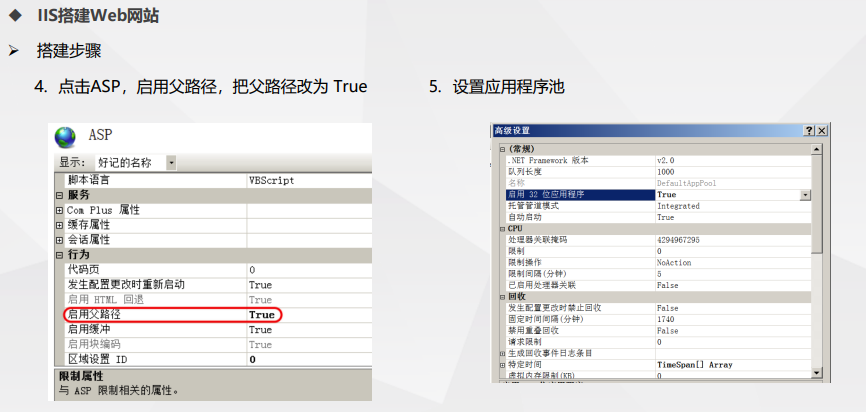 ◆ IIS搭建Web网站
➢ 搭建步骤
4. 点击ASP，启用父路径，把父路径改为 True
5. 设置应用程序池
ASP
显示： 好记的名称
脚本语言 VBScript
服务
Com Plus 属性
缓存属性
会话属性
行为
代码页 0
发生配置更改时重新启动 True
启用 HTML 回退 True
启用父路径 True
启用缓冲 True
启用块编码 True
区域设置 ID 0
限制属性
与 ASP 限制相关的属性。
高级设置
(常规)
.NET Framework 版本 v2.0
队列长度 1000
名称 DefaultAppPool
启用 32 位应用程序 True
托管管道模式 Integrated
自动启动 True
CPU
处理器关联掩码 4294967295
限制 0
限制操作 NoAction
限制间隔(分钟) 5
已启用处理器关联 False
回收
发生配置更改时禁止回收 False
固定时间间隔(分钟) 1740
禁用重叠回收 False
请求限制 0
生成回收事件日志条目
特定时间 TimeSpan[] Array
虚拟内存限制(KB) 0